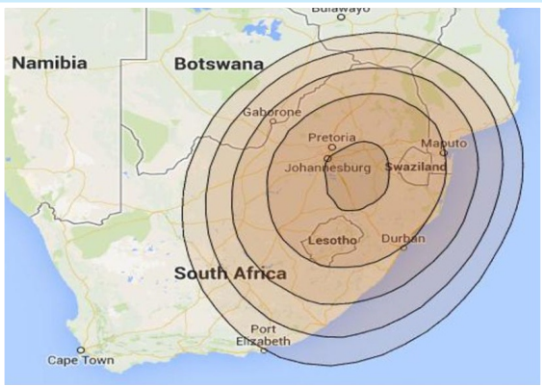 Bulawayo
Namibia
Botswana
Gaborone
Pretoria
Maputo
Johannesburg
Swaziland
Lesotho
Durban
South Africa
Port
Elizabeth
Cape Town